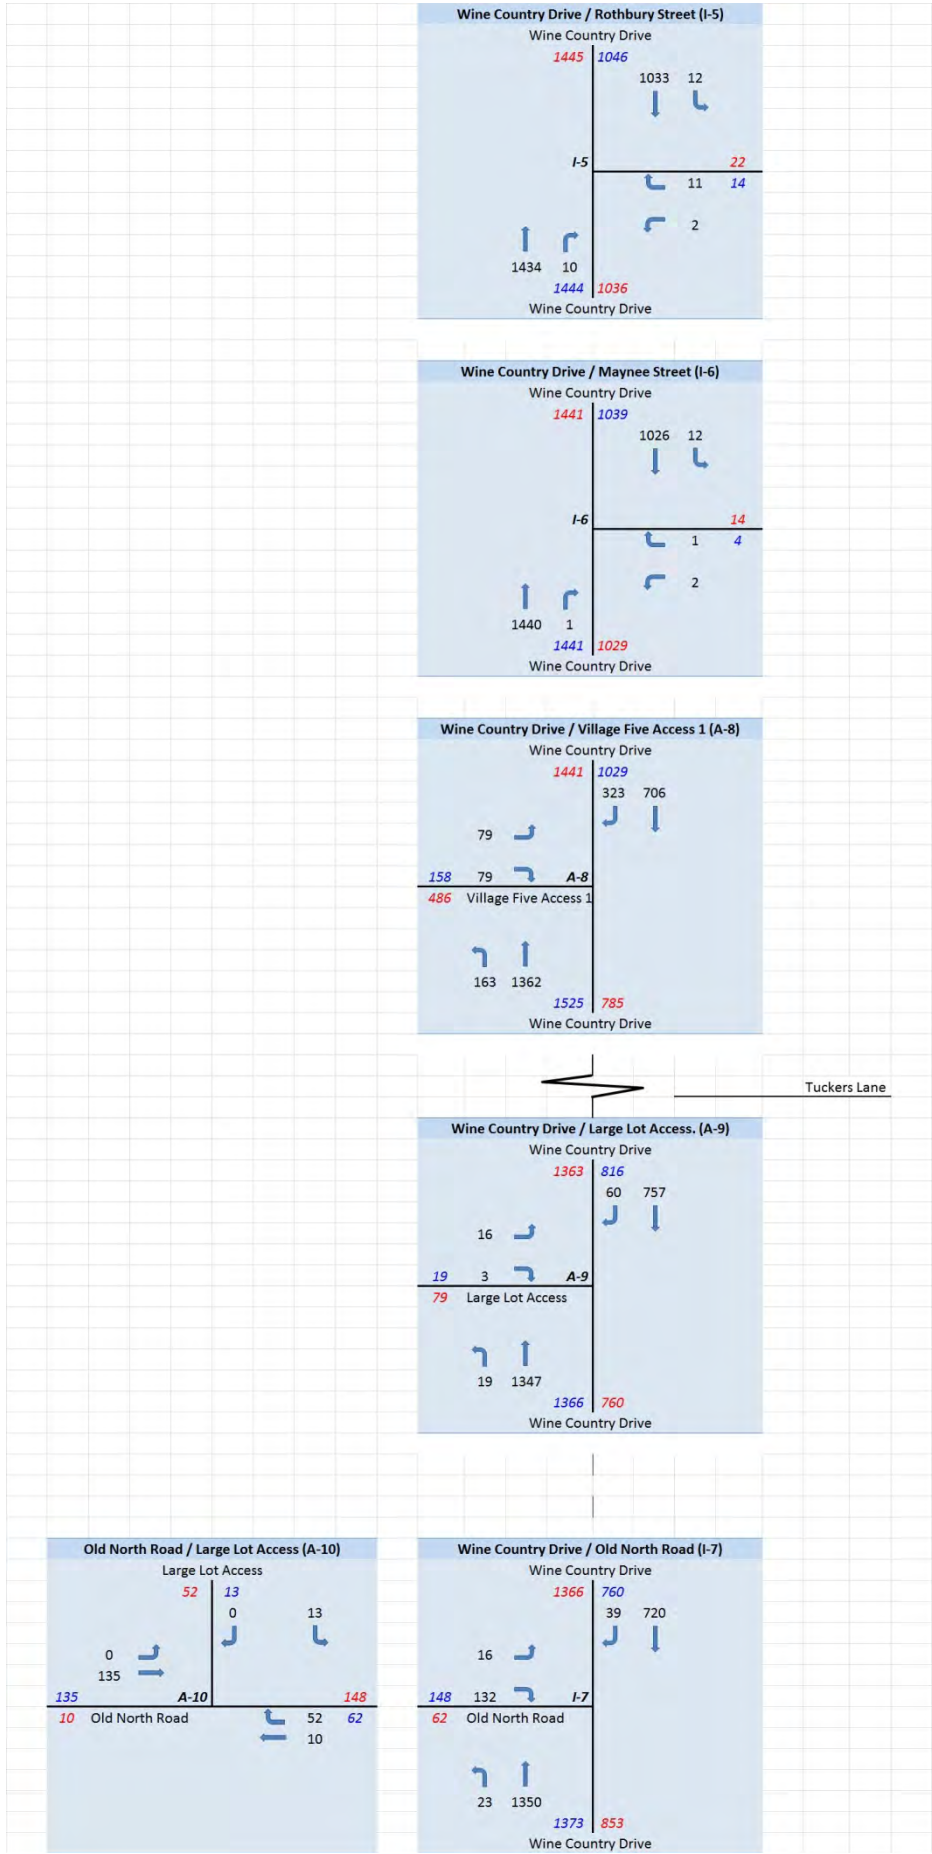 Wine Country Drive / Rothbury Street (I-5)
Wine Country Drive
1445 1046
1033 12
I-5 22
11 14
2
1434 10
1444 1036
Wine Country Drive
Wine Country Drive / Maynee Street (I-6)
Wine Country Drive
1441 1039
1026 12
I-6 14
1 4
2
1440 1
1441 1029
Wine Country Drive
Wine Country Drive / Village Five Access 1 (A-8)
Wine Country Drive
1441 1029
323 706
79
158 79 A-8
486 Village Five Access 1
163 1362
1525 785
Wine Country Drive
Tuckers Lane
Wine Country Drive / Large Lot Access. (A-9)
Wine Country Drive
1363 816
60 757
16
19 3 A-9
79 Large Lot Access
19 1347
1366 760
Wine Country Drive
Old North Road / Large Lot Access (A-10)
Large Lot Access
52 13
0 13
0
135
135 A-10 148
10 Old North Road 52 62
10
Wine Country Drive / Old North Road (I-7)
Wine Country Drive
1366 760
39 720
16
148 132 I-7
62 Old North Road
23 1350
1373 853
Wine Country Drive